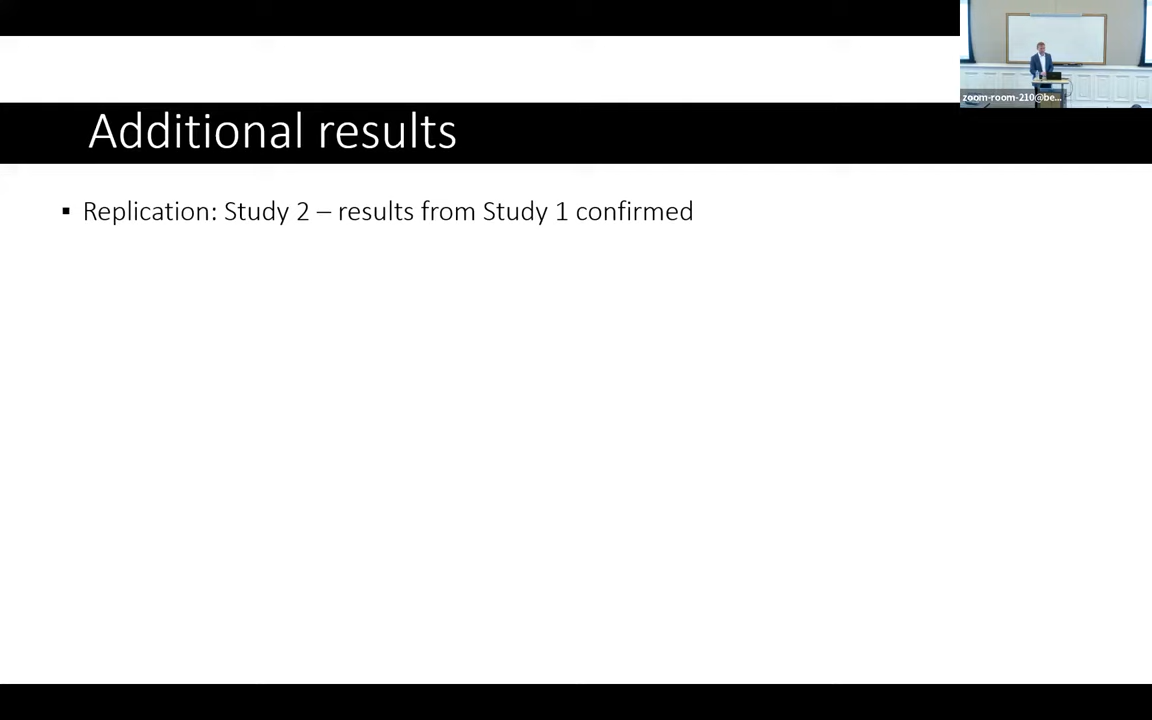 zoom-room-210@be...
Additional results
▪ Replication: Study 2 – results from Study 1 confirmed